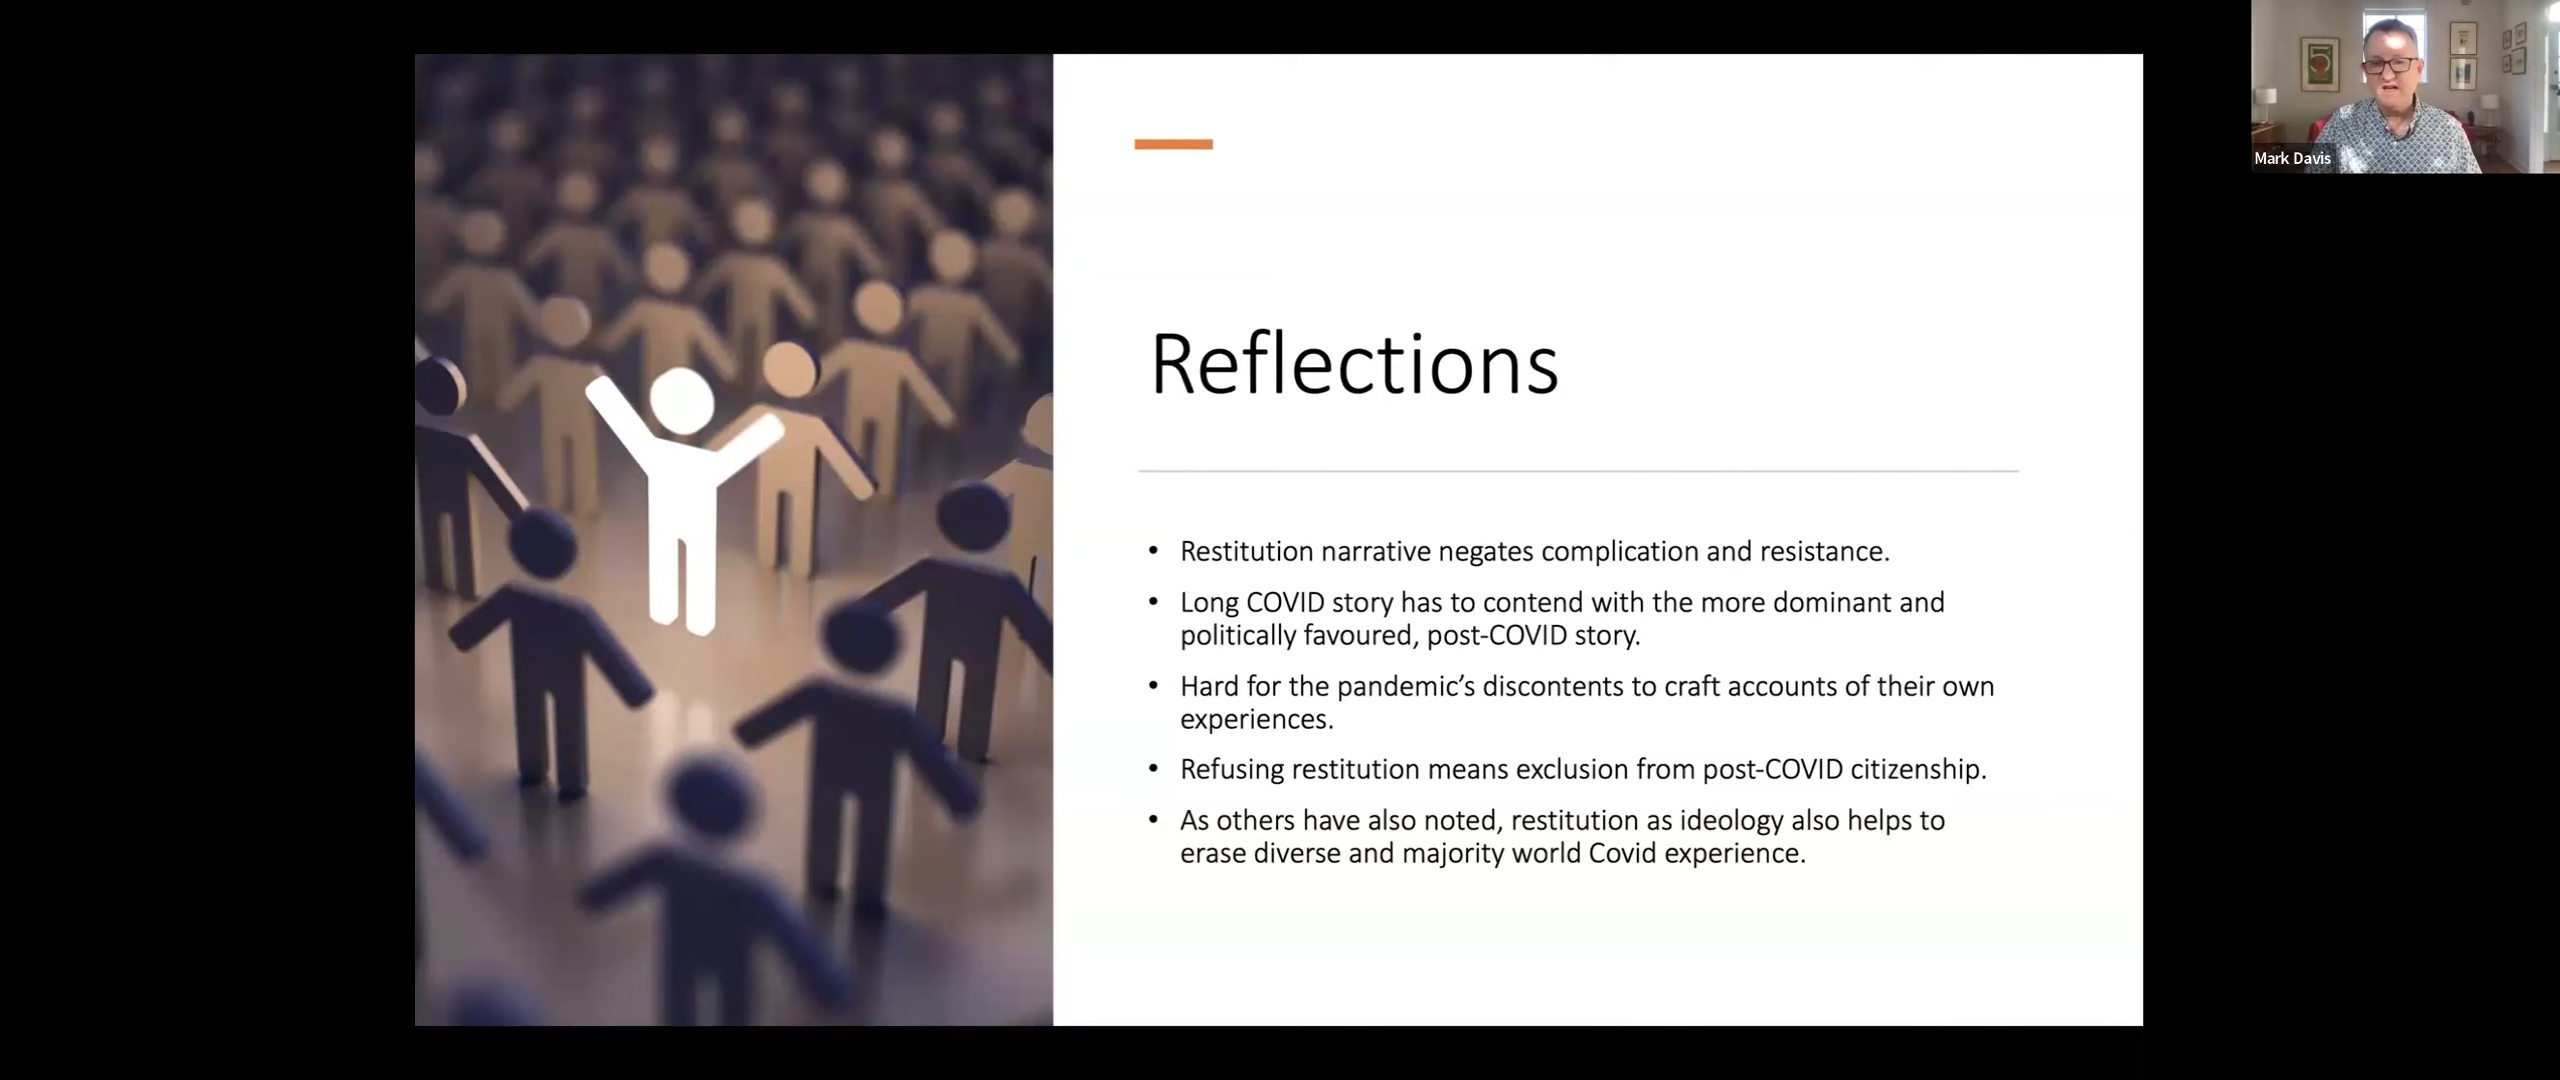 Mark Davis
Reflections
• Restitution narrative negates complication and resistance.
• Long COVID story has to contend with the more dominant and
politically favoured, post-COVID story.
• Hard for the pandemic’s discontents to craft accounts of their own
experiences.
• Refusing restitution means exclusion from post-COVID citizenship.
• As others have also noted, restitution as ideology also helps to
erase diverse and majority world Covid experience.